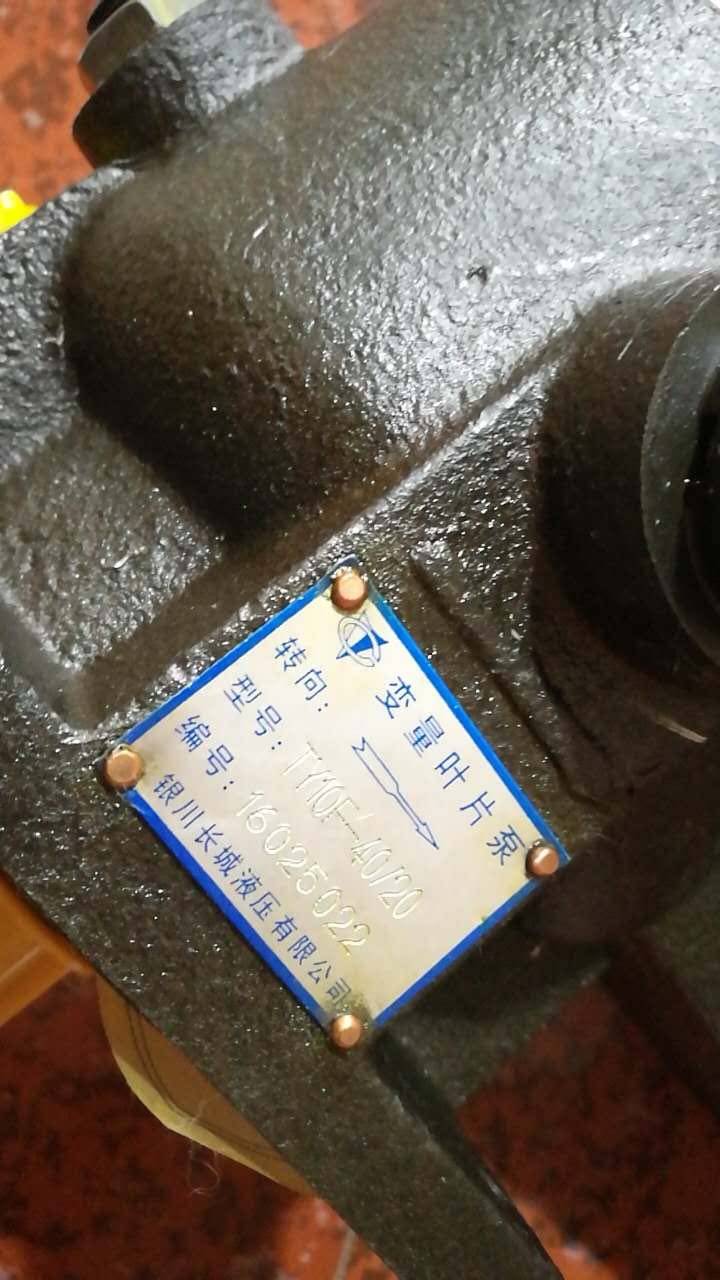 变量叶片泵
转向:
型号: TY10F-40/20
编号: 16025022
银川长城液压有限公司